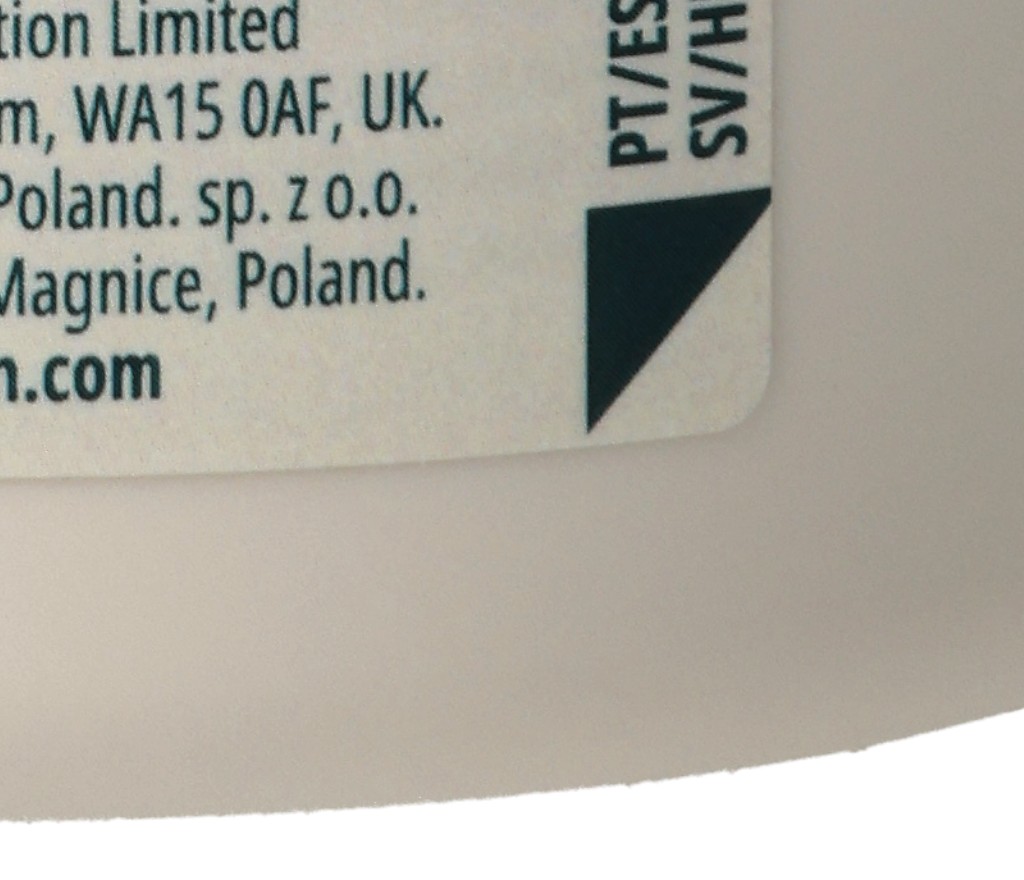 tion Limited
m, WA15 0AF, UK.
Poland. sp. z o.o.
Magnice, Poland.
n.com
PT/ES
SV/H